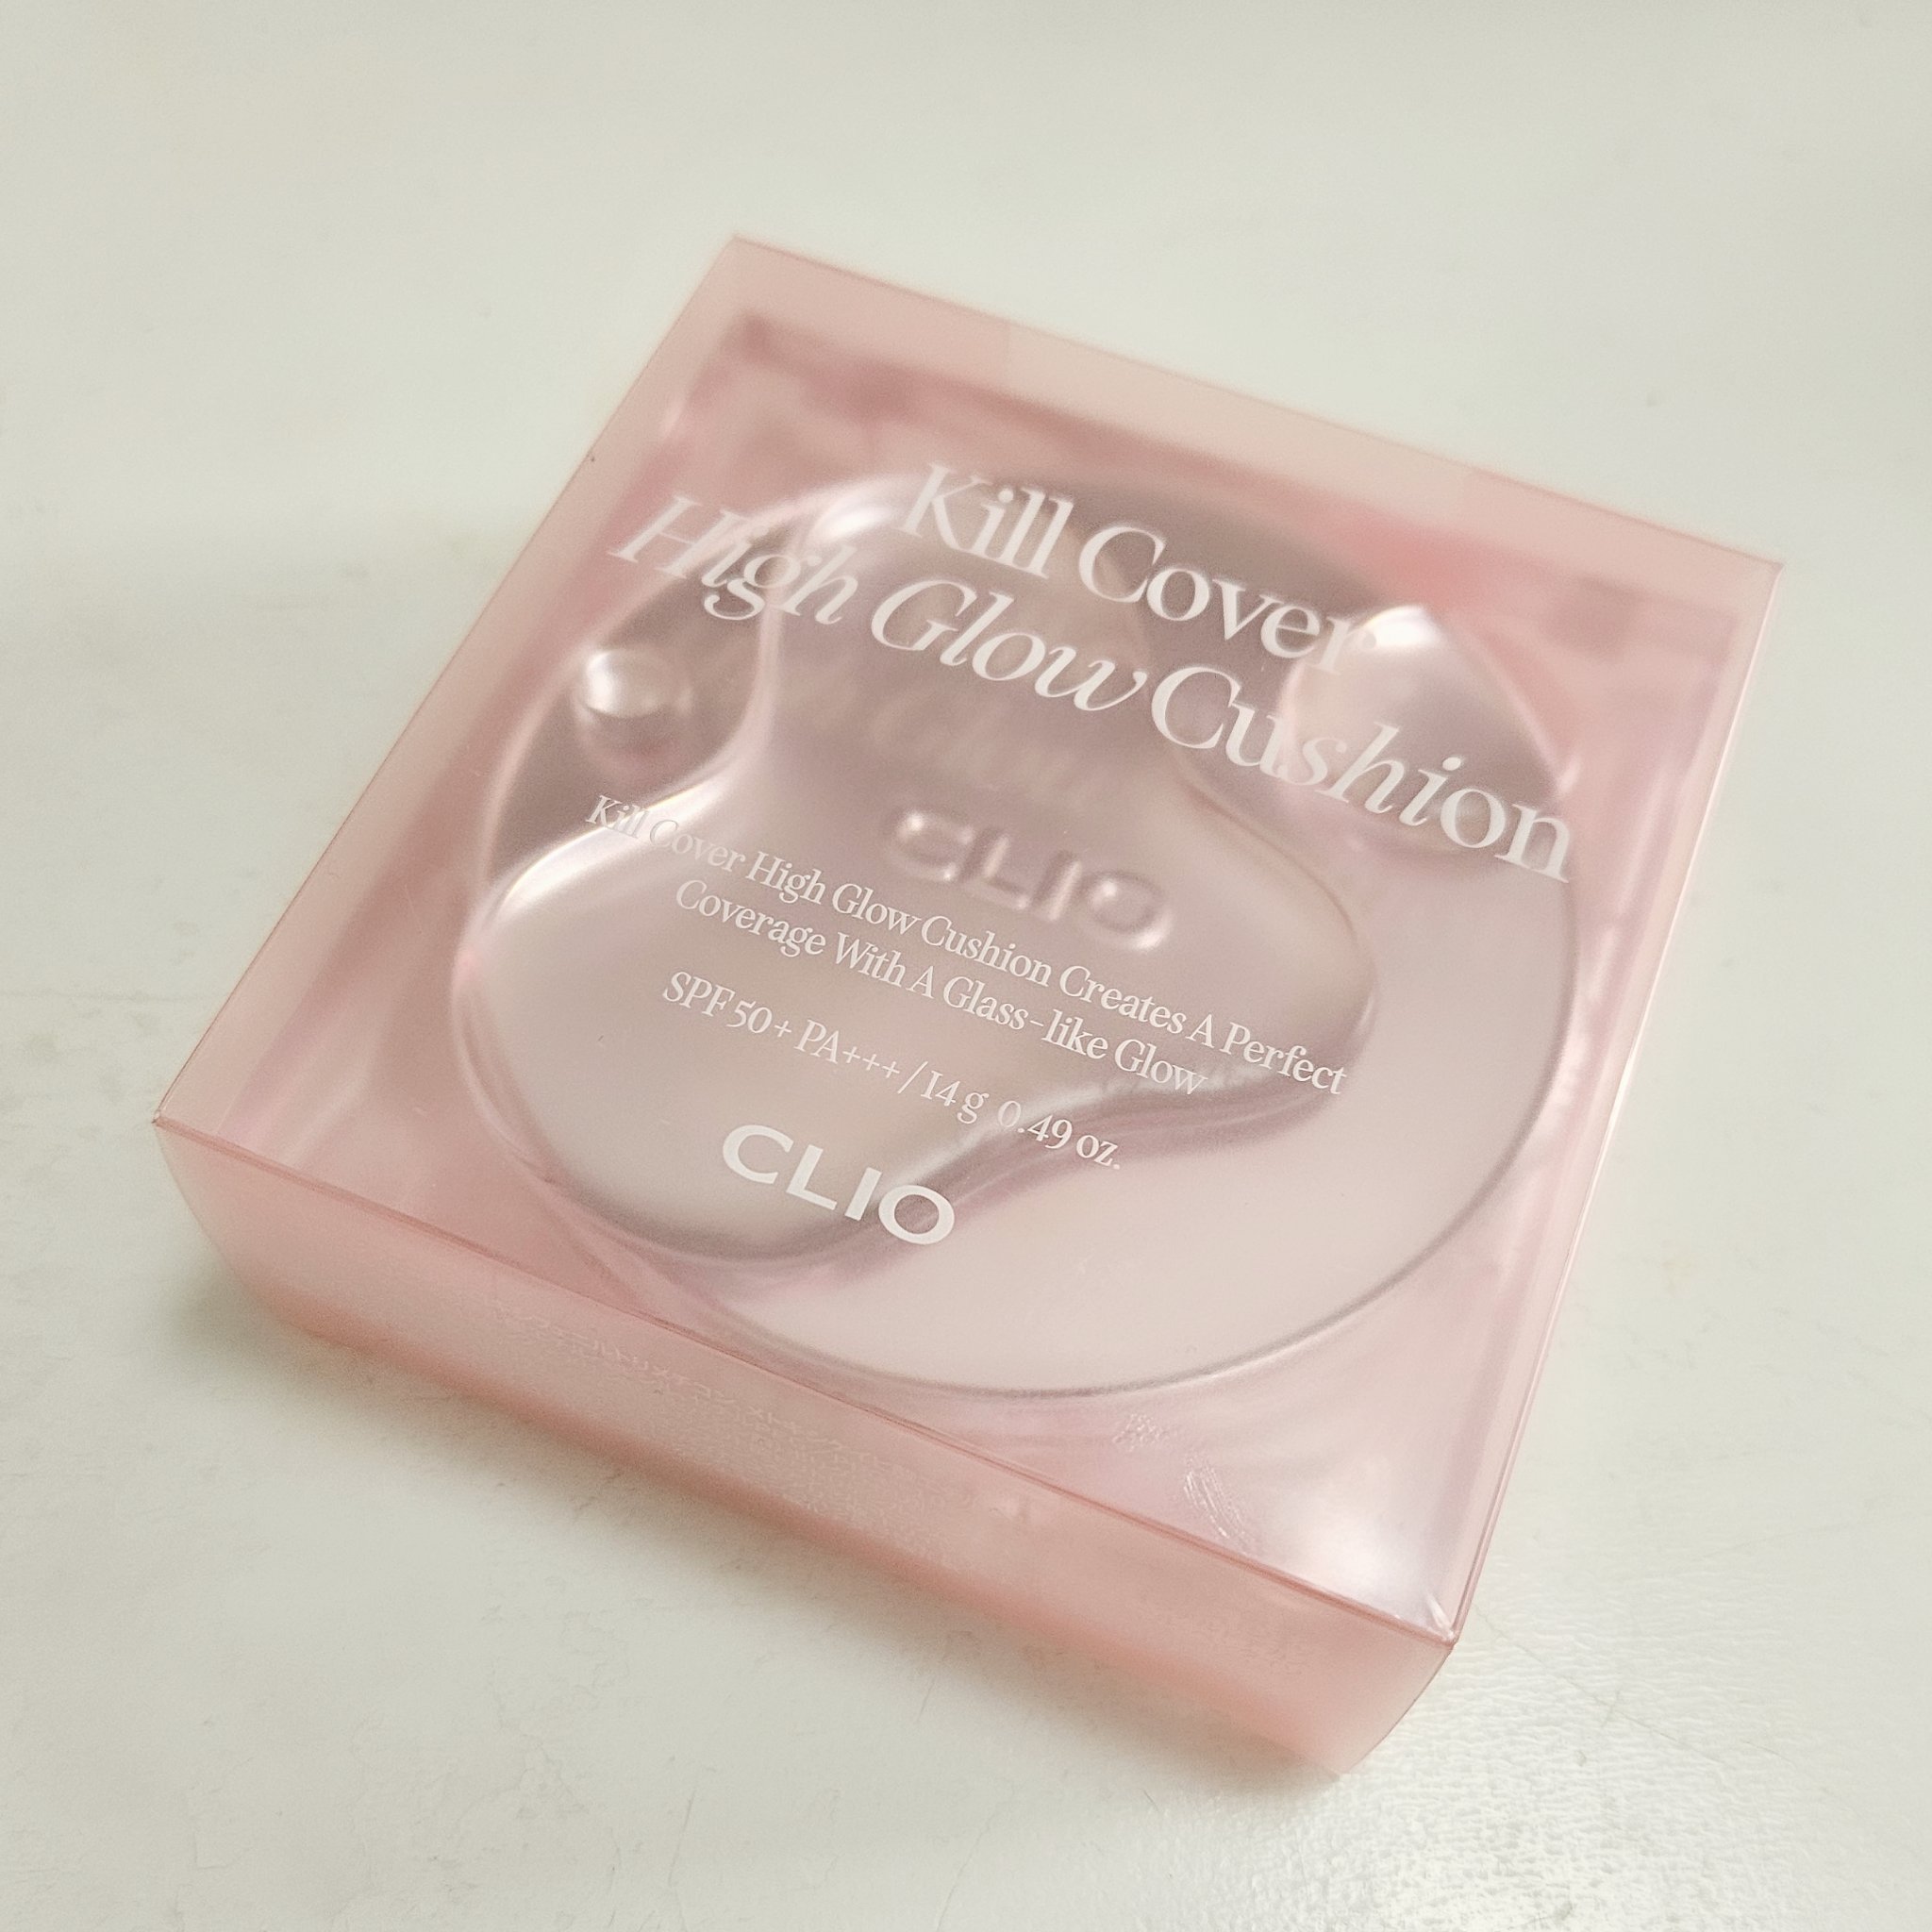 Kill Cover
High Glow Cushion
CLIO
Kill Cover High Glow Cushion Creates A Perfect
Coverage With A Glass-like Glow
SPF 50+ PA+++ / 14 g 0.49 oz.
CLIO